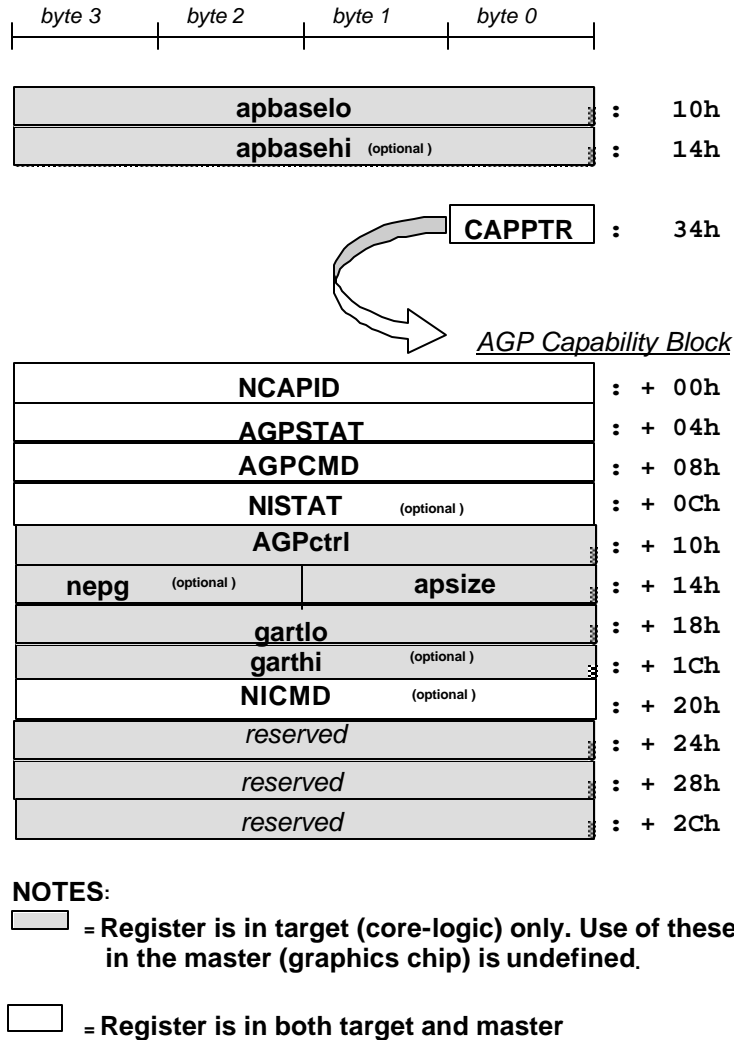 byte 3 byte 2 byte 1 byte 0
apbaselo : 10h
apbasehi (optional ) : 14h
CAPPTR : 34h
AGP Capability Block
NCAPID : + 00h
AGPSTAT : + 04h
AGPCMD : + 08h
NISTAT (optional ) : + 0Ch
AGPctrl : + 10h
nepg (optional ) apsize : + 14h
gartlo : + 18h
garthi (optional ) : + 1Ch
NICMD (optional ) : + 20h
reserved : + 24h
reserved : + 28h
reserved : + 2Ch
NOTES:
= Register is in target (core-logic) only. Use of these
in the master (graphics chip) is undefined.
= Register is in both target and master